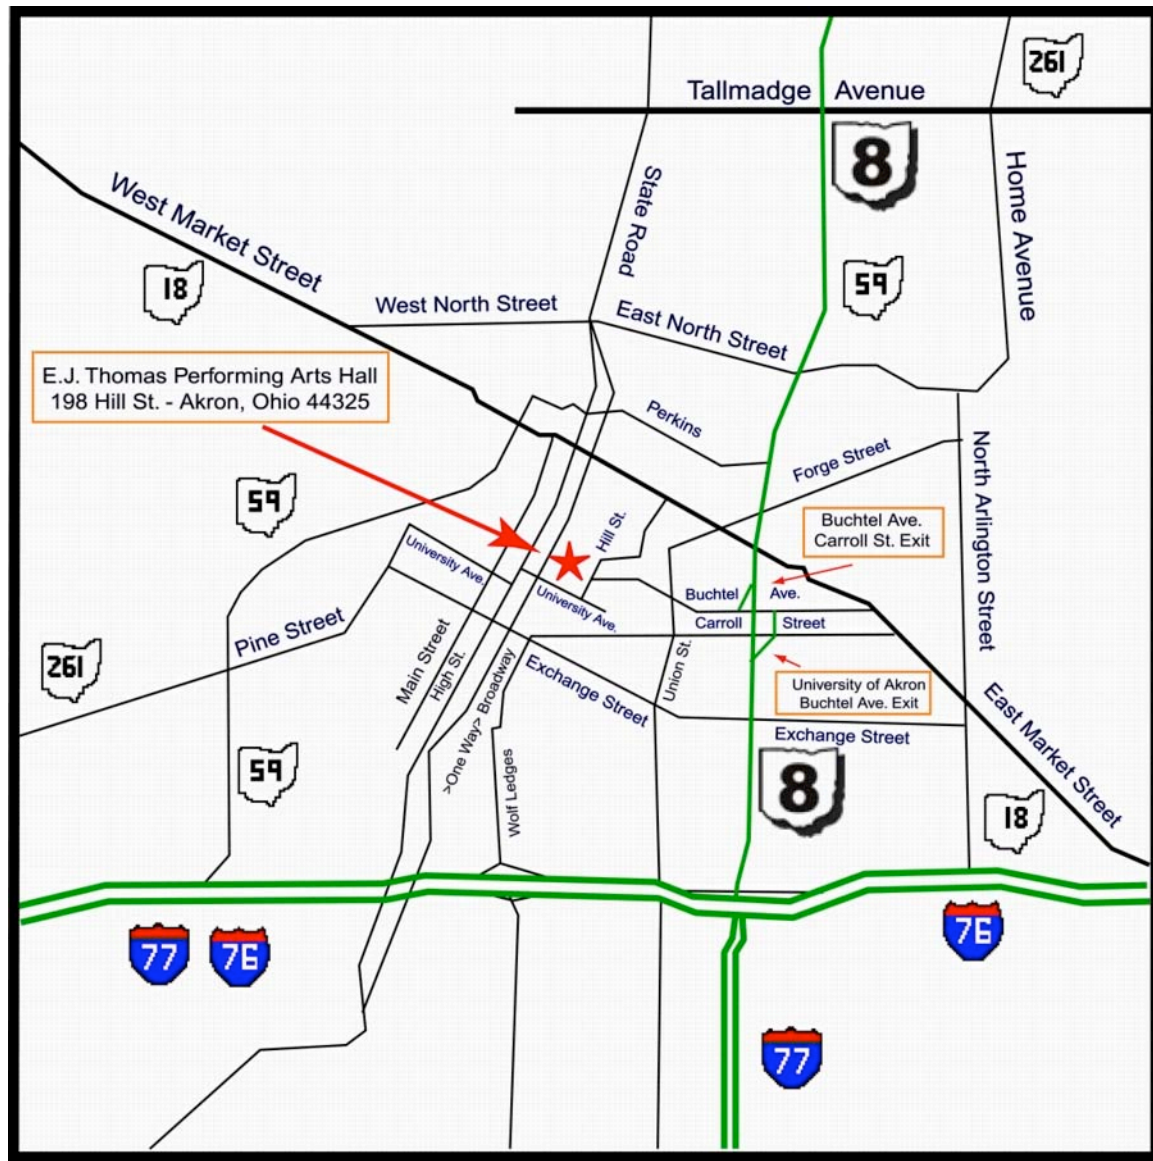 261
Tallmadge Avenue
8
West Market Street
State Road
Home Avenue
18
59
West North Street
East North Street
E.J. Thomas Performing Arts Hall
198 Hill St. - Akron, Ohio 44325
Perkins
Forge Street
North Arlington Street
59
Hill St.
Buchtel Ave.
Carroll St. Exit
University Ave.
University Ave.
Buchtel Ave.
Carroll Street
Pine Street
Main Street
High St.
>One Way> Broadway
Exchange Street
Union St.
261
University of Akron
Buchtel Ave. Exit
East Market Street
Exchange Street
59
Wolf Ledges
8
18
77
76
76
77